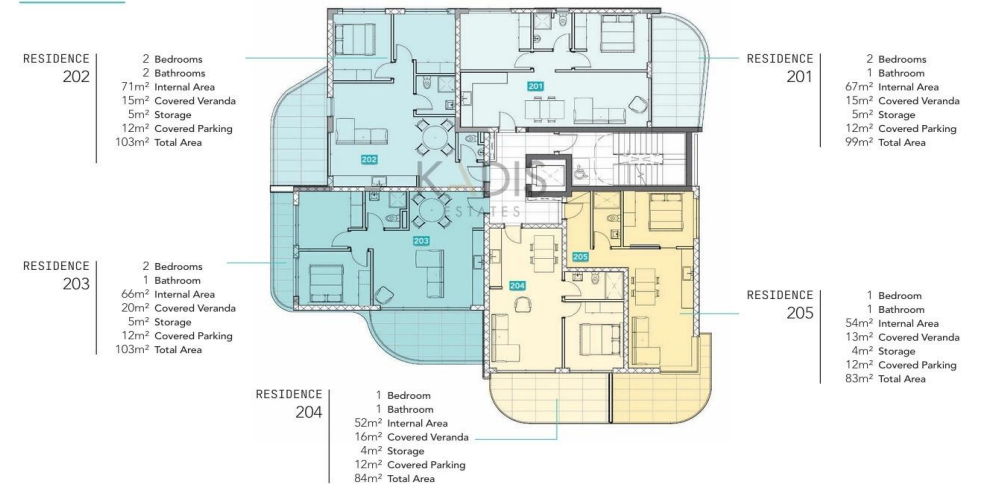 RESIDENCE
202
2 Bedrooms
2 Bathrooms
71m² Internal Area
15m² Covered Veranda
5m² Storage
12m² Covered Parking
103m² Total Area
RESIDENCE
201
2 Bedrooms
1 Bathroom
67m² Internal Area
15m² Covered Veranda
5m² Storage
12m² Covered Parking
99m² Total Area
201
202
KADIS
ESTATES
203
205
204
RESIDENCE
203
2 Bedrooms
1 Bathroom
66m² Internal Area
20m² Covered Veranda
5m² Storage
12m² Covered Parking
103m² Total Area
RESIDENCE
205
1 Bedroom
1 Bathroom
54m² Internal Area
13m² Covered Veranda
4m² Storage
12m² Covered Parking
83m² Total Area
RESIDENCE
204
1 Bedroom
1 Bathroom
52m² Internal Area
16m² Covered Veranda
4m² Storage
12m² Covered Parking
84m² Total Area